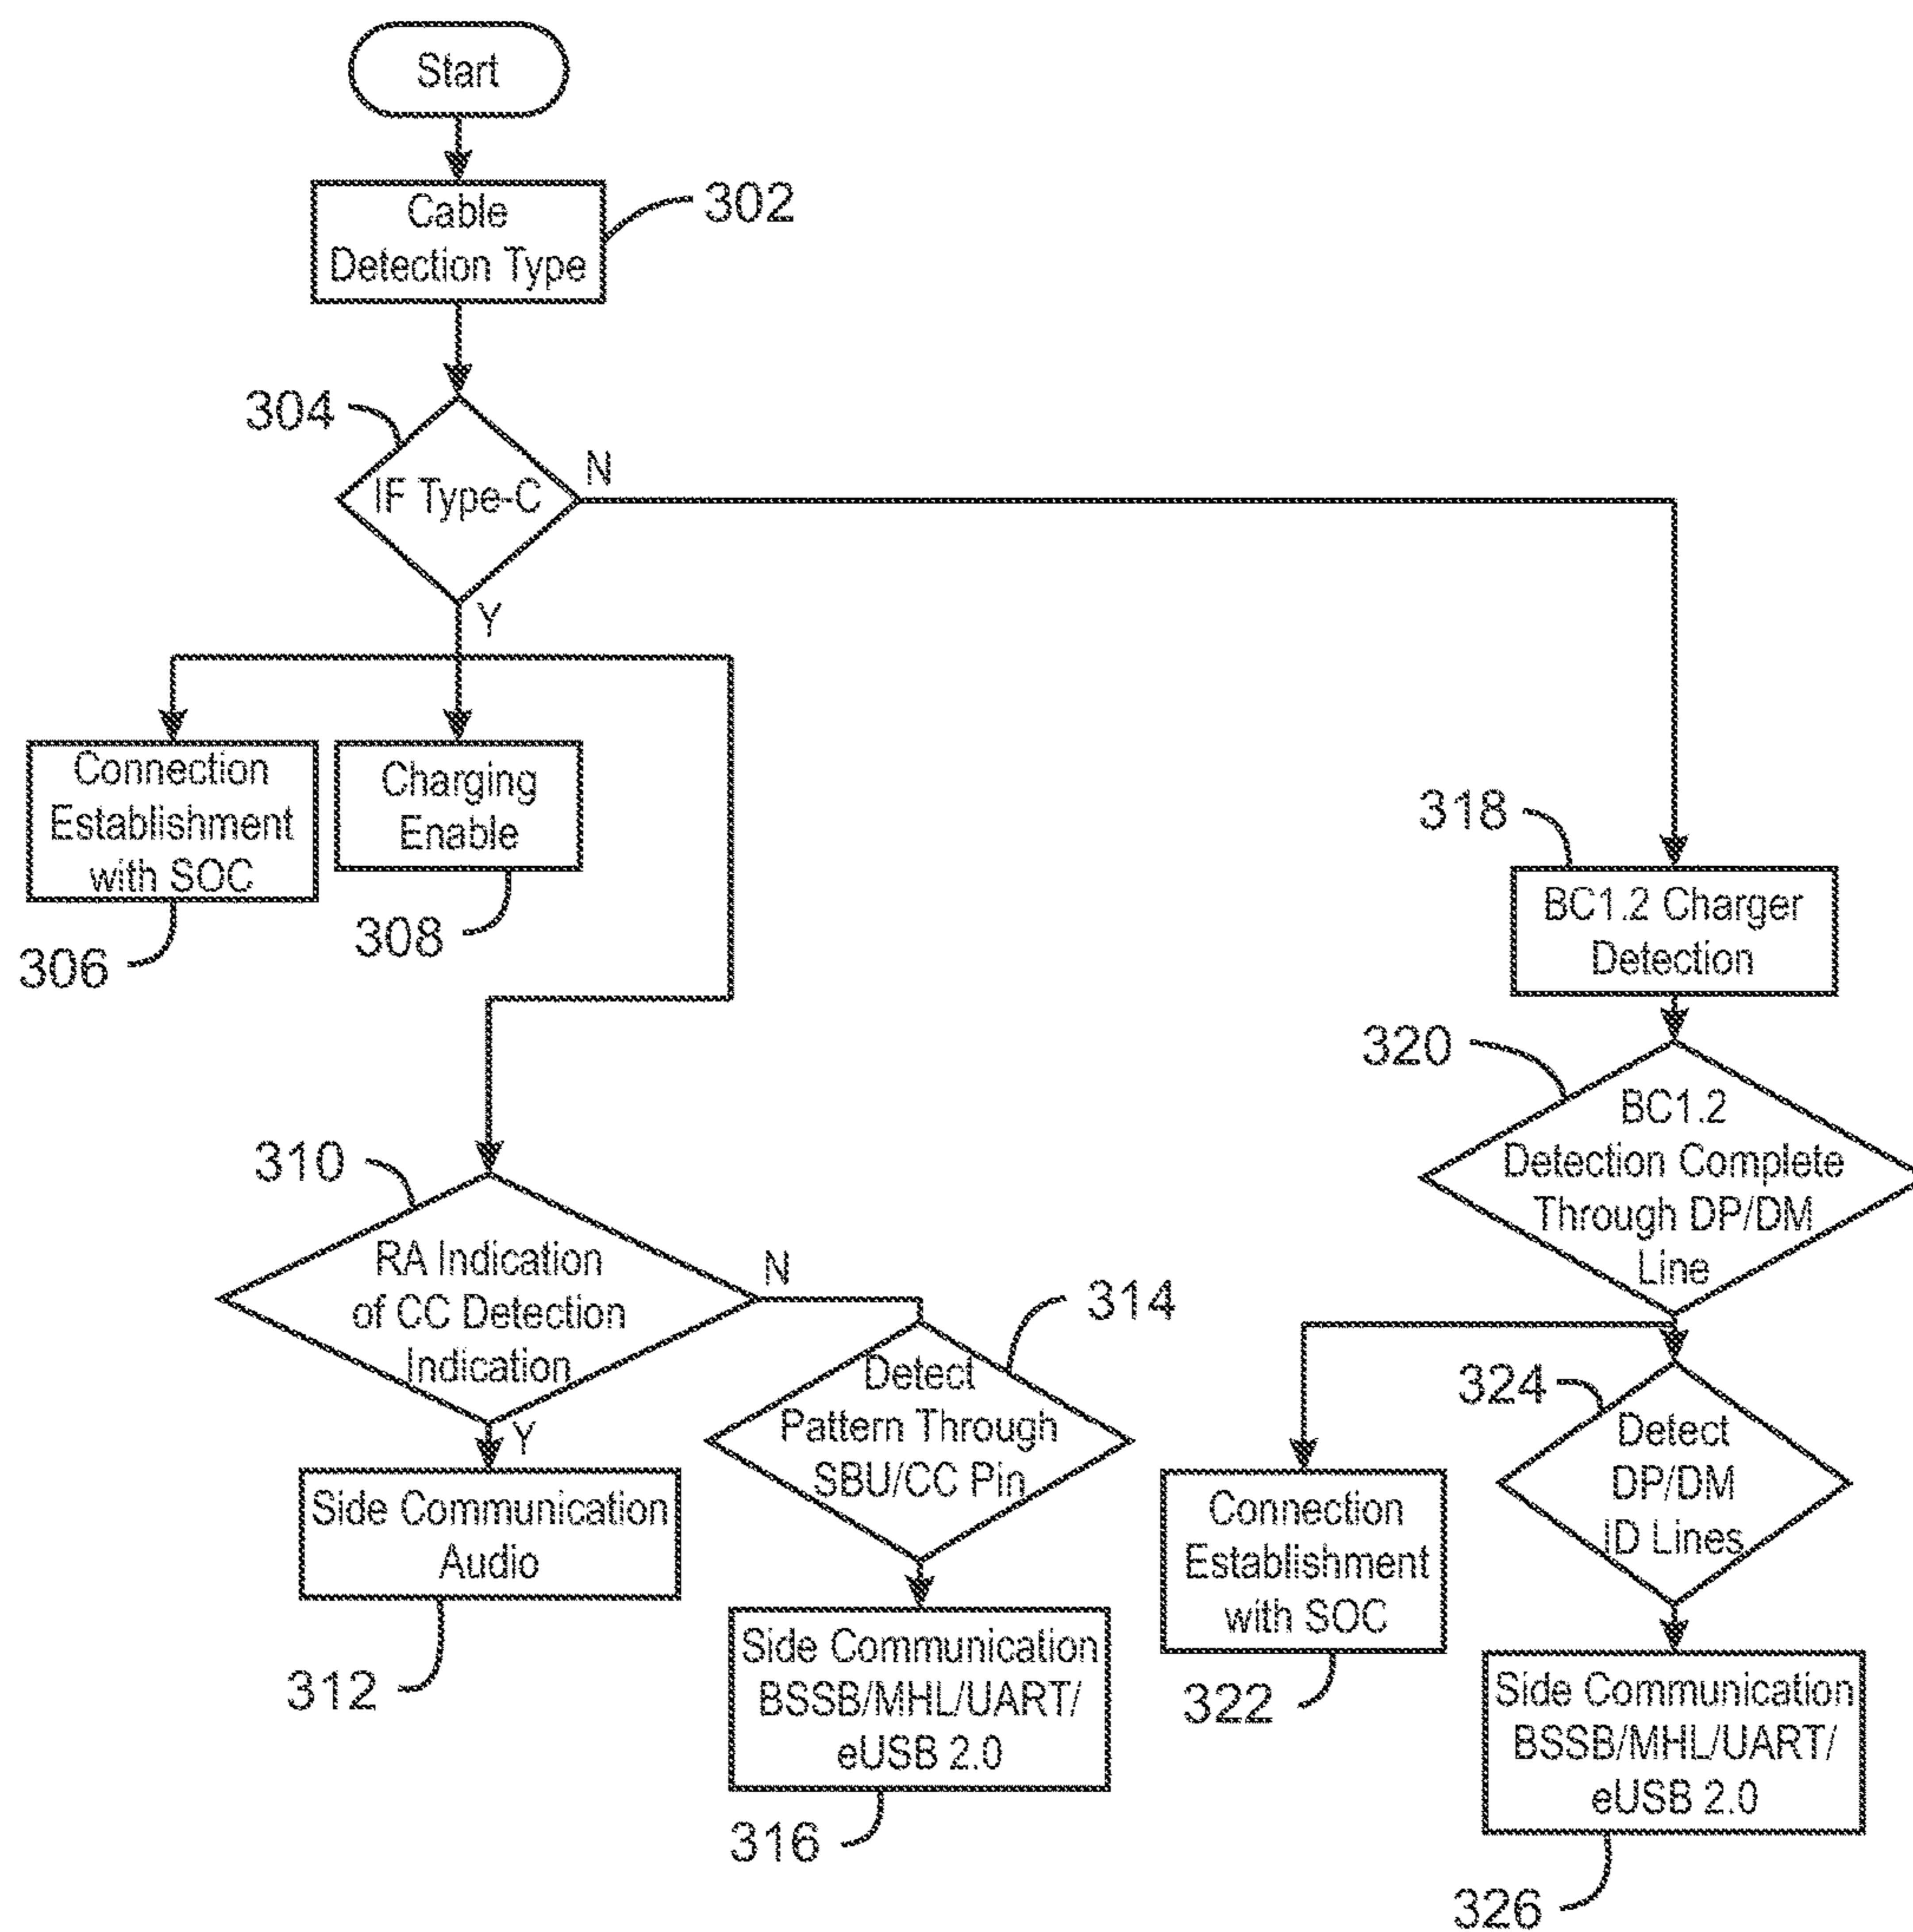 Start
Cable
Detection Type
302
304
IF Type-C
N
Y
Connection
Establishment
with SOC
306
Charging
Enable
308
310
RA Indication
of CC Detection
Indication
N
Y
Side Communication
Audio
312
314
Detect
Pattern Through
SBU/CC Pin
Side Communication
BSSB/MHL/UART/
eUSB 2.0
316
318
BC1.2 Charger
Detection
320
BC1.2
Detection Complete
Through DP/DM
Line
Connection
Establishment
with SOC
322
324
Detect
DP/DM
ID Lines
Side Communication
BSSB/MHL/UART/
eUSB 2.0
326